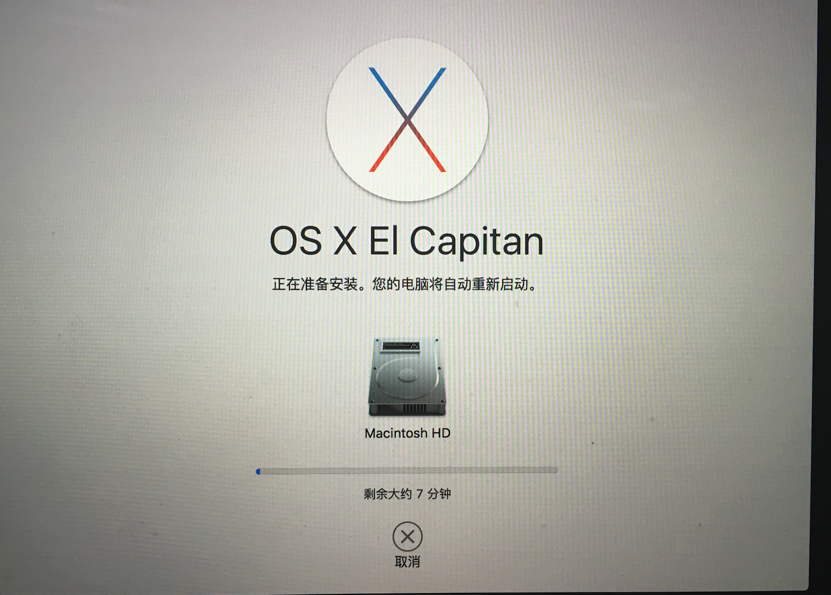 OS X El Capitan
正在准备安装。您的电脑将自动重新启动。
Macintosh HD
剩余大约 7 分钟
取消